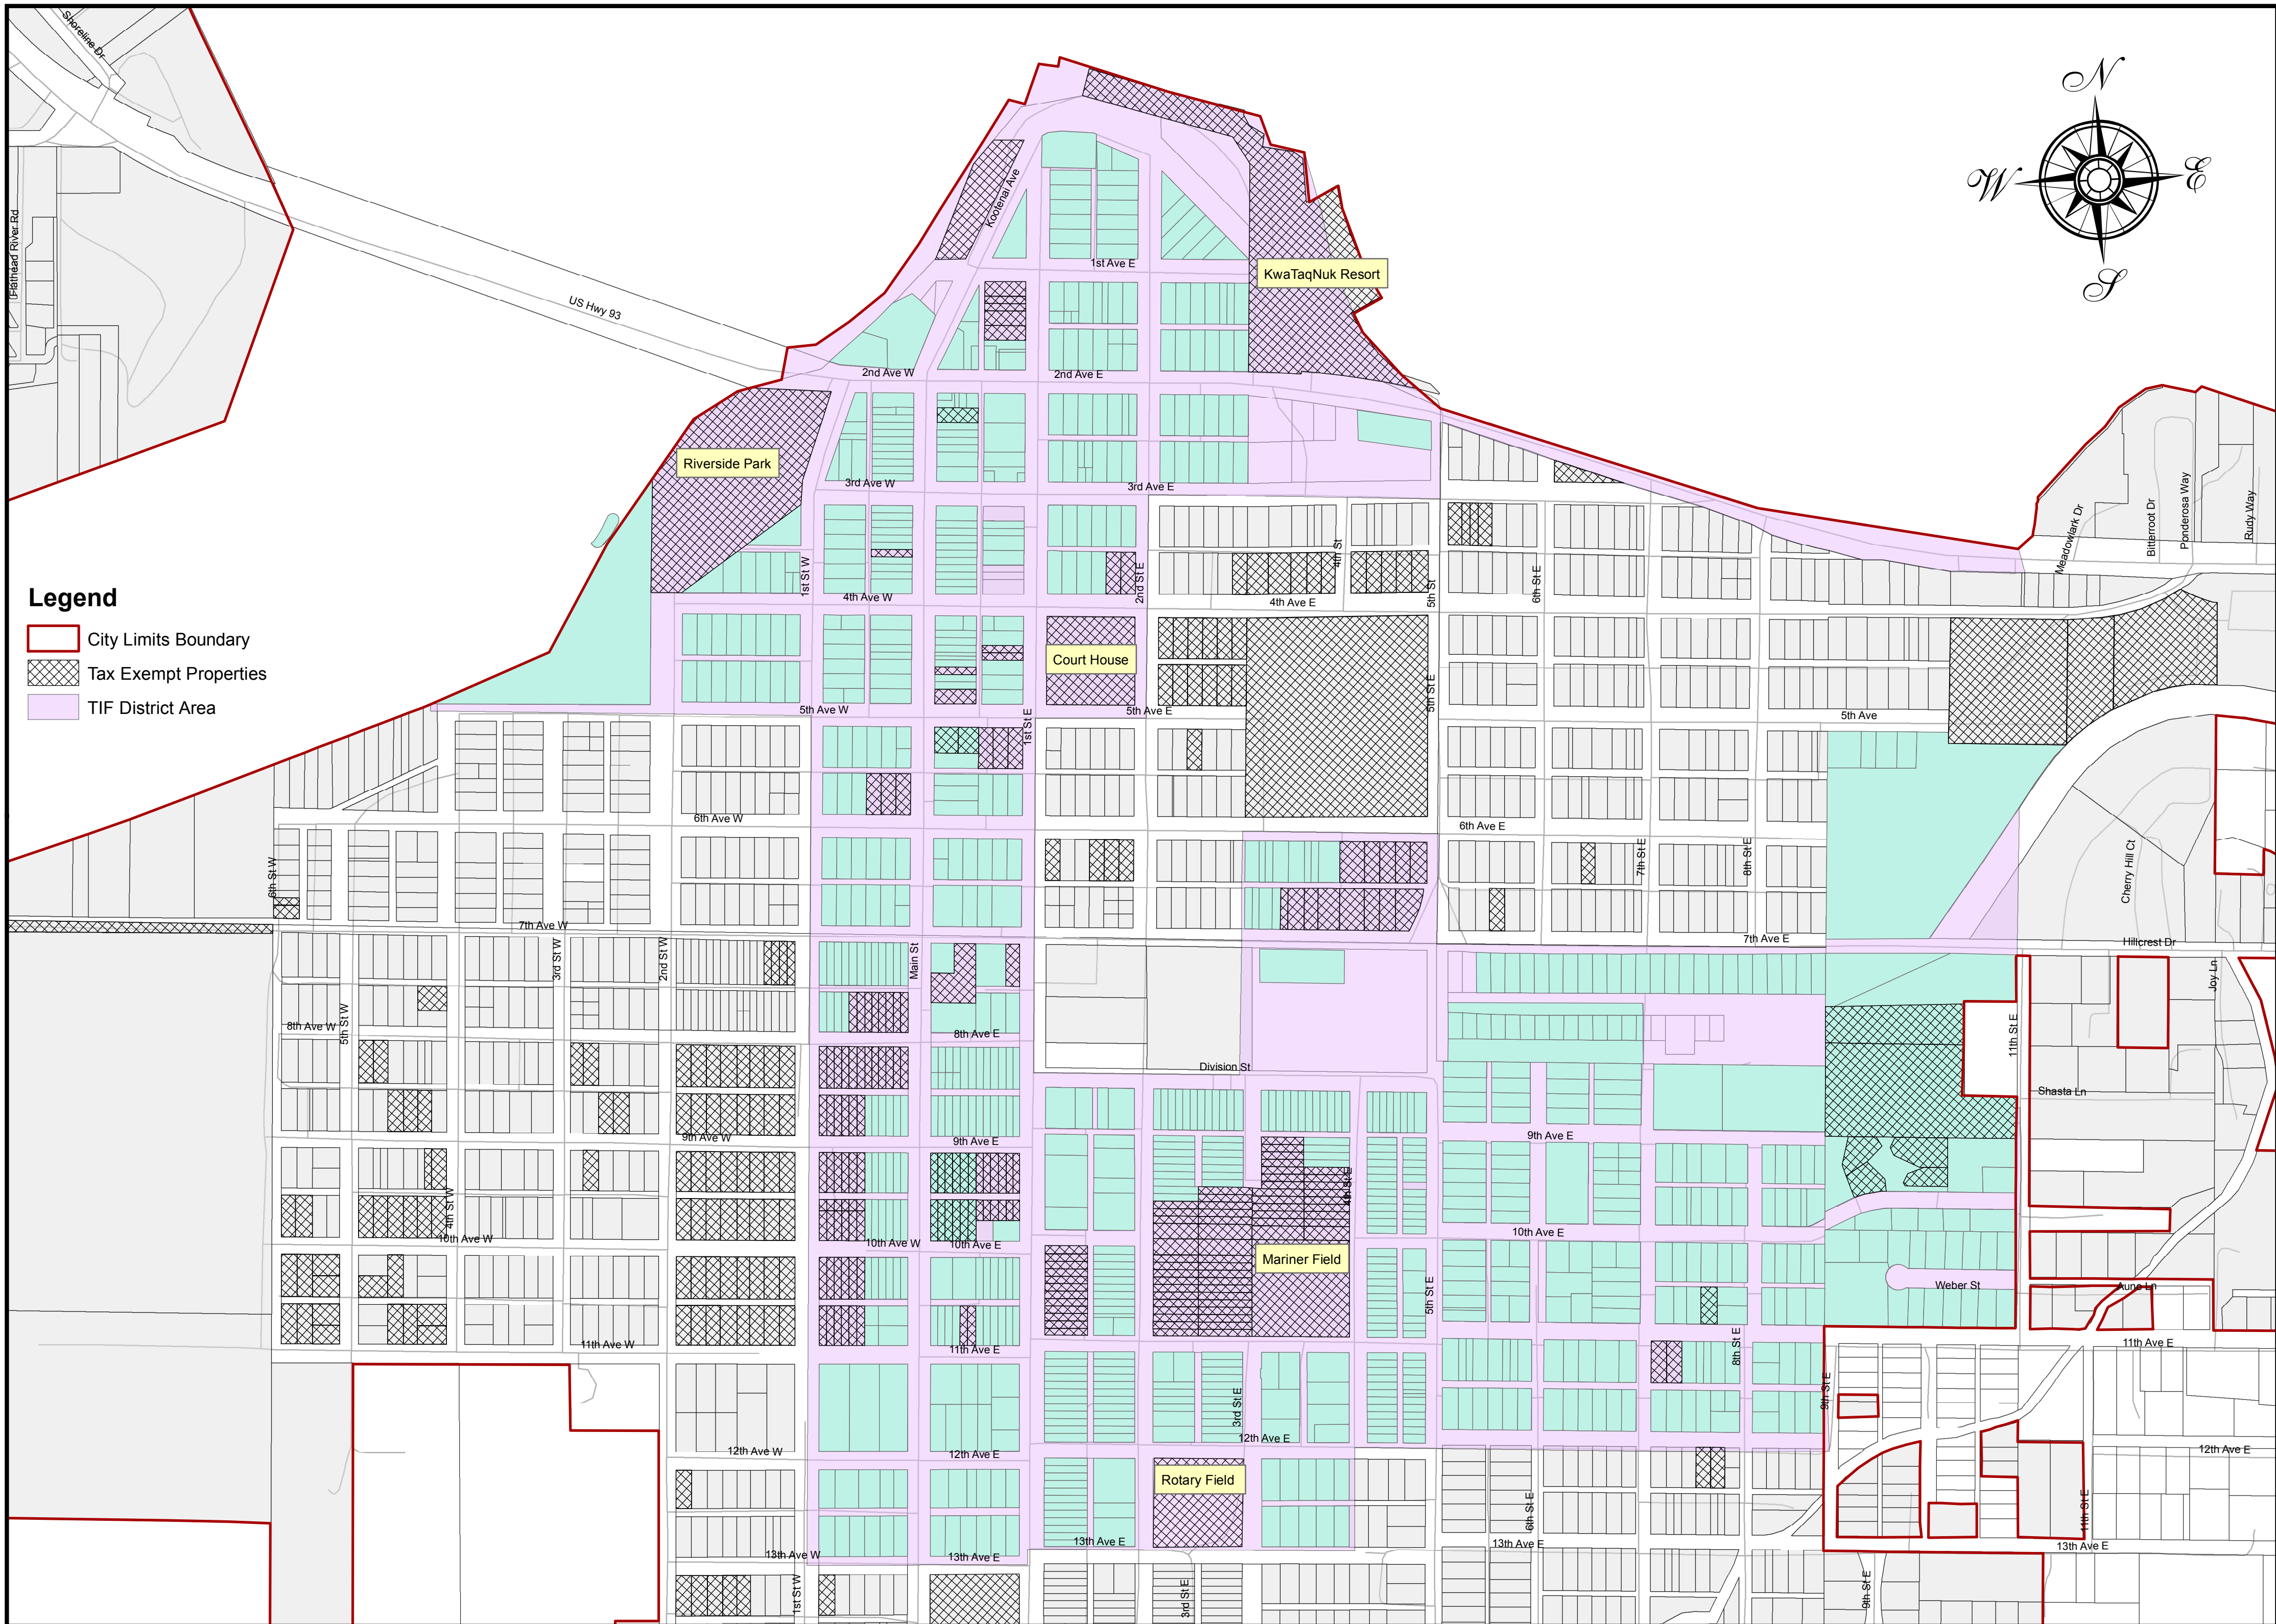 Shoreline Dr
N
W
E
S
Flathead River Rd
Kootenai Ave
1st Ave E
KwaTaqNuk Resort
US Hwy 93
2nd Ave W
2nd Ave E
Riverside Park
3rd Ave W
3rd Ave E
Meadowlark Dr
Bitterroot Dr
Ponderosa Way
Rudy Way
4th St
1st St W
2nd St E
5th St
6th St E
4th Ave W
4th Ave E
Legend
City Limits Boundary
Tax Exempt Properties
TIF District Area
Court House
5th St E
5th Ave W
5th Ave E
5th Ave
1st St E
6th Ave W
6th Ave E
6th St W
7th St E
8th St E
Cherry Hill Ct
7th Ave W
7th Ave E
Hillcrest Dr
3rd St W
2nd St W
Main St
Joy Ln
8th Ave W
5th St W
8th Ave E
11th St E
Division St
Shasta Ln
9th Ave W
9th Ave E
9th Ave E
4th St W
4th St E
10th Ave W
10th Ave W
10th Ave E
10th Ave E
Mariner Field
5th St E
Weber St
Aune Ln
11th Ave W
11th Ave E
8th St E
11th Ave E
3rd St E
9th St E
12th Ave W
12th Ave E
12th Ave E
12th Ave E
Rotary Field
6th St E
11th St E
13th Ave W
13th Ave E
13th Ave E
13th Ave E
13th Ave E
1st St W
3rd St E
9th St E